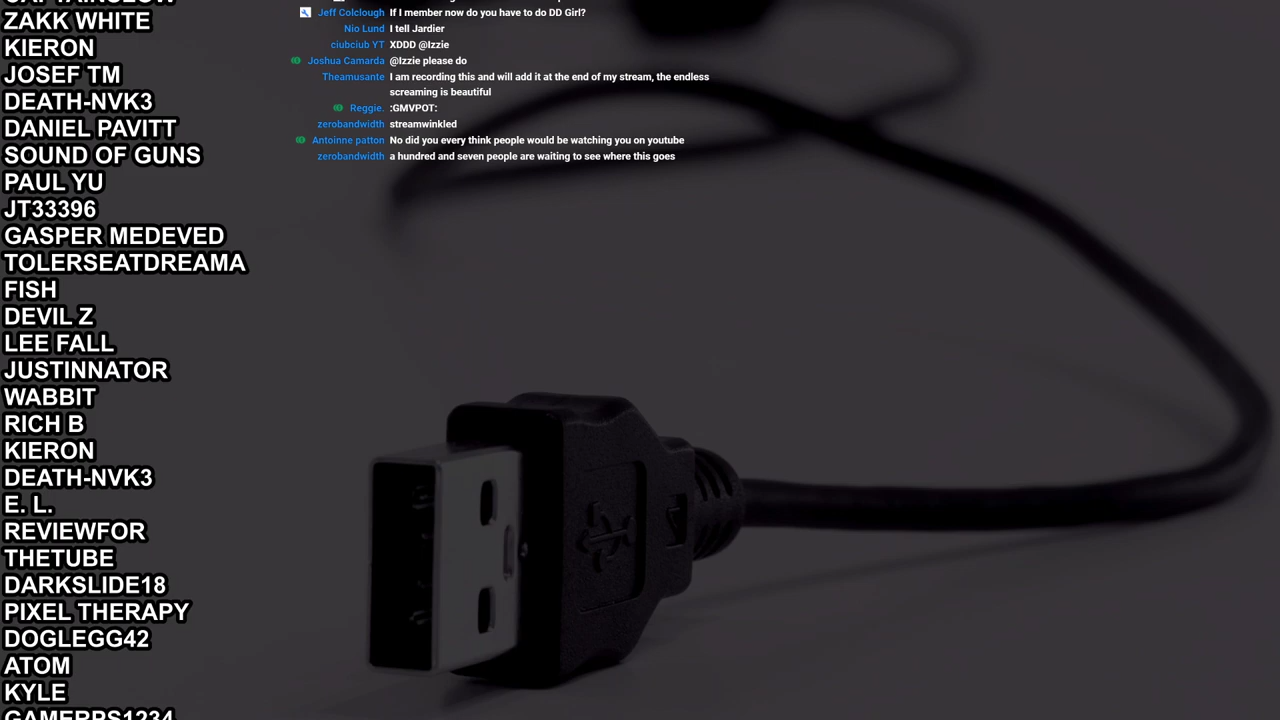 ZAKK WHITE
KIERON
JOSEF TM
DEATH-NVK3
DANIEL PAVITT
SOUND OF GUNS
PAUL YU
JT33396
GASPER MEDEVED
TOLERSEATDREAMA
FISH
DEVIL Z
LEE FALL
JUSTINNATOR
WABBIT
RICH B
KIERON
DEATH-NVK3
E. L.
REVIEWFOR
THETUBE
DARKSLIDE18
PIXEL THERAPY
DOGLEGG42
ATOM
KYLE
GAMERPS1234
Jeff Colclough If I member now do you have to do DD Girl?
Nio Lund I tell Jardier
ciubciub YT XDDD @Izzie
Joshua Camarda @Izzie please do
Theamusante I am recording this and will add it at the end of my stream, the endless
screaming is beautiful
Reggie. :GMVPOT:
zerobandwidth streamwinkled
Antoinne patton No did you every think people would be watching you on youtube
zerobandwidth a hundred and seven people are waiting to see where this goes